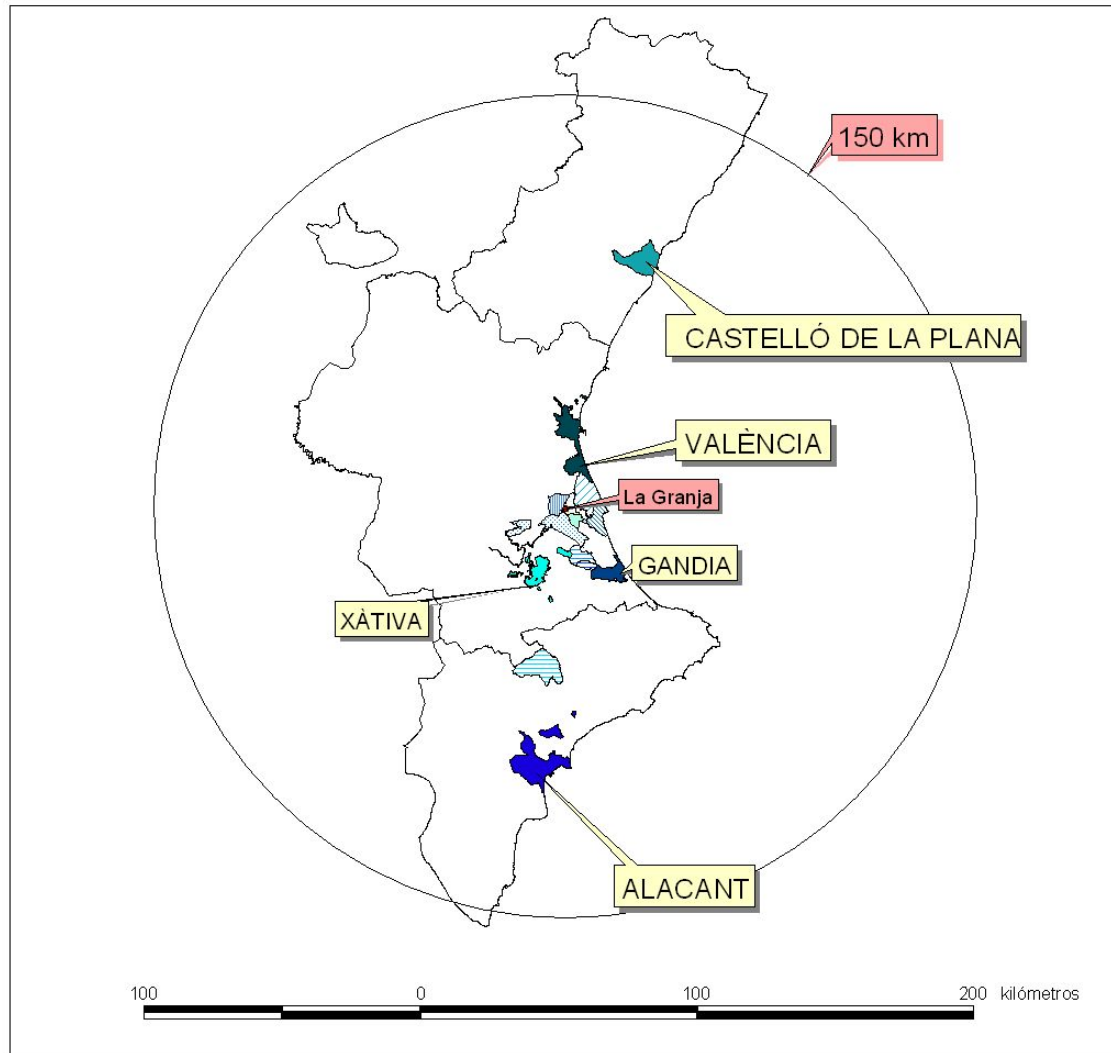 150 km
CASTELLÓ DE LA PLANA
VALÈNCIA
La Granja
GANDIA
XÀTIVA
ALACANT
100 0 100 200 kilómetros